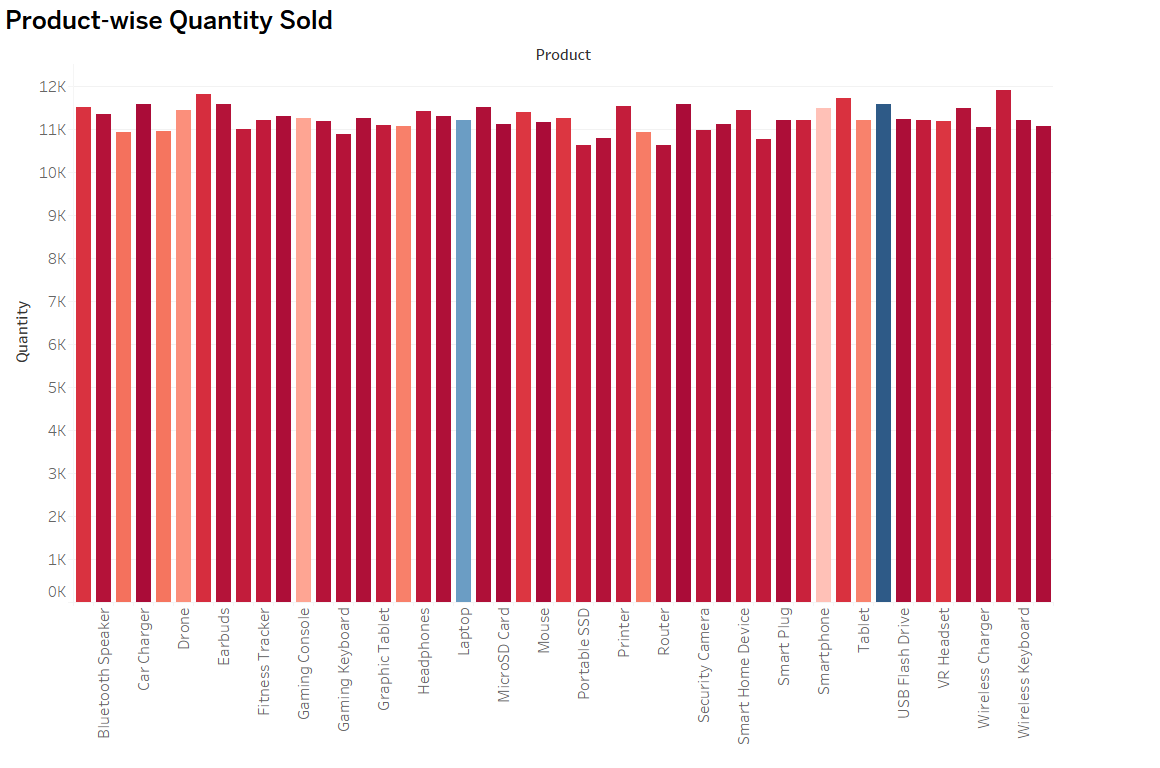 Product-wise Quantity Sold
Product
Quantity
12K
11K
10K
9K
8K
7K
6K
5K
4K
3K
2K
1K
0K
Bluetooth Speaker
Car Charger
Drone
Earbuds
Fitness Tracker
Gaming Console
Gaming Keyboard
Graphic Tablet
Headphones
Laptop
MicroSD Card
Mouse
Portable SSD
Printer
Router
Security Camera
Smart Home Device
Smart Plug
Smartphone
Tablet
USB Flash Drive
VR Headset
Wireless Charger
Wireless Keyboard